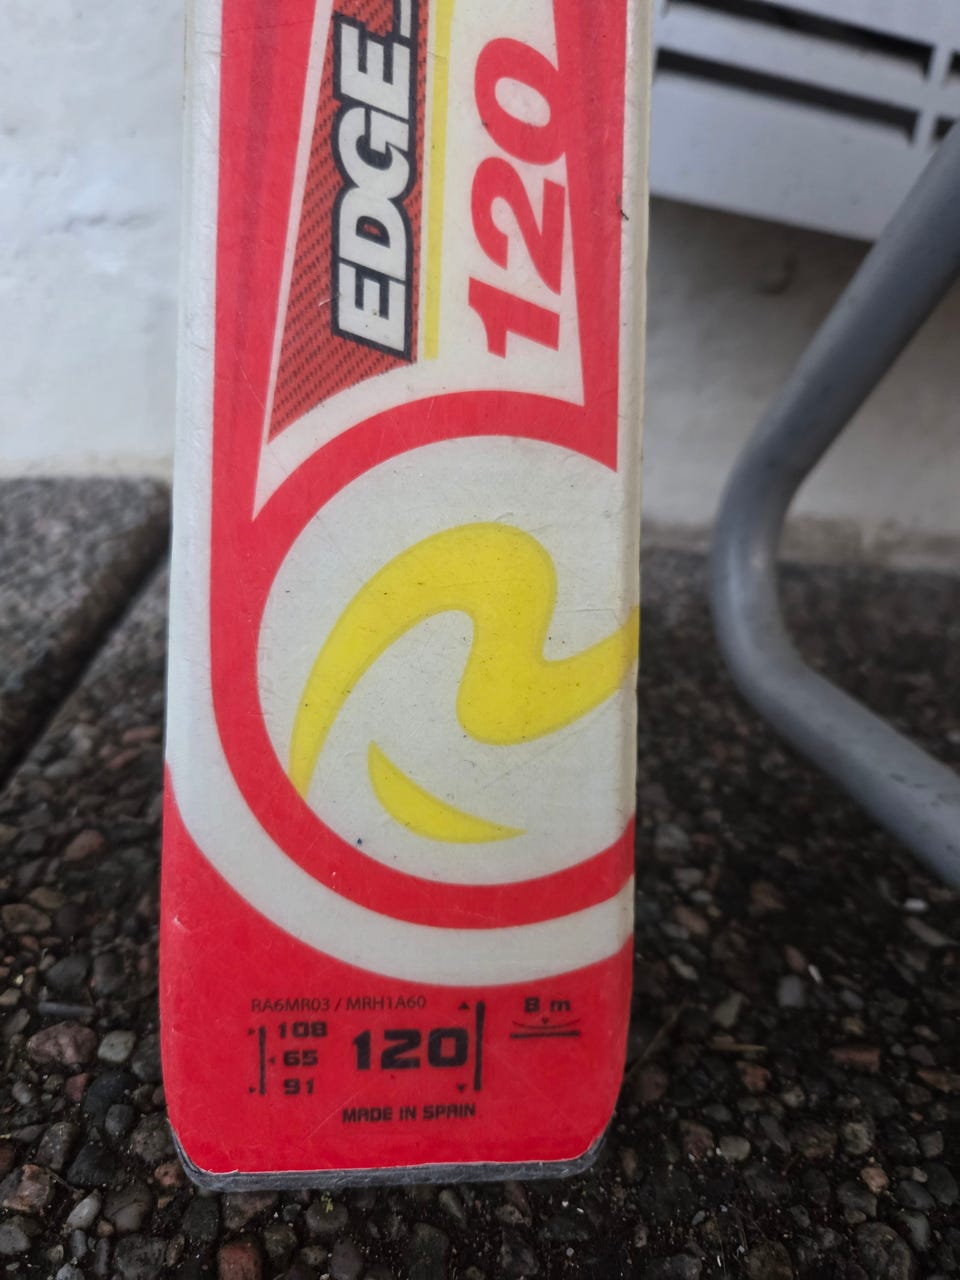 EDGE
120
RA6MR03 / MRH1A60
108
65
91
120
8 m
MADE IN SPAIN